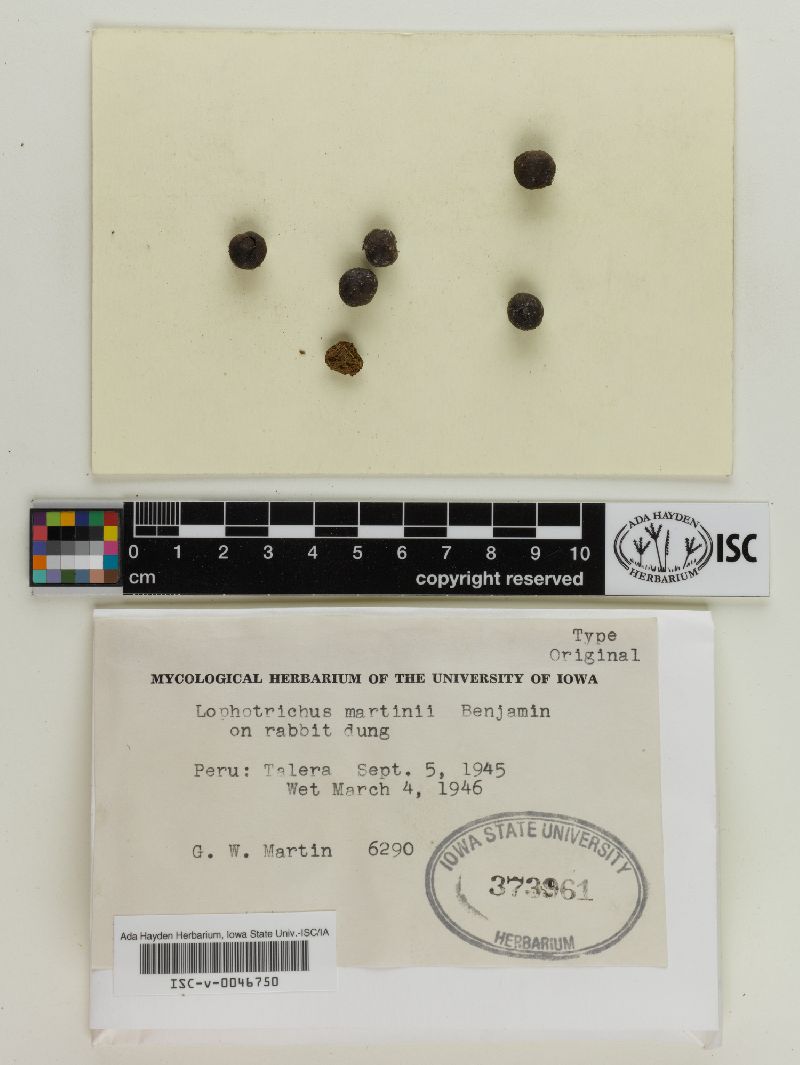 0 1 2 3 4 5 6 7 8 9 10
cm
copyright reserved
ADA HAYDEN
HERBARIUM
ISC
Type
Original
MYCOLOGICAL HERBARIUM OF THE UNIVERSITY OF IOWA
Lophotrichus martinii Benjamin
on rabbit dung
Peru: Talera Sept. 5, 1945
Wet March 4, 1946
G. W. Martin 6290
IOWA STATE UNIVERSITY
373961
HERBARIUM
Ada Hayden Herbarium, Iowa State Univ.-ISC/IA
ISC-v-0046750